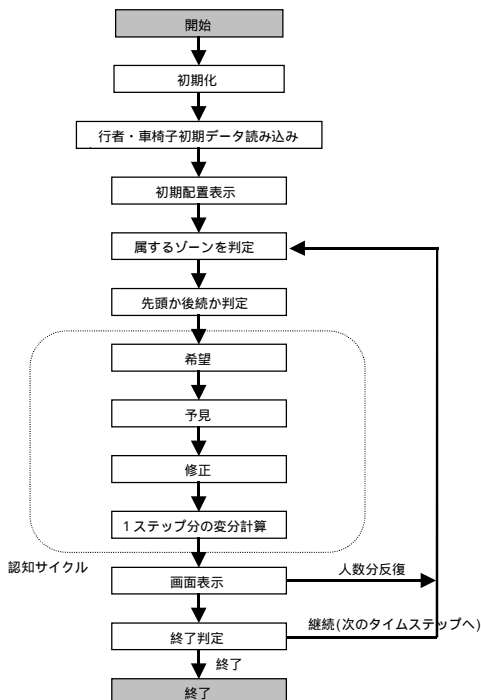 開始
初期化
行者・車椅子初期データ読み込み
初期配置表示
属するゾーンを判定
先頭か後続か判定
希望
予見
修正
1ステップ分の変分計算
認知サイクル
画面表示
人数分反復
終了判定
継続(次のタイムステップへ)
終了
終了